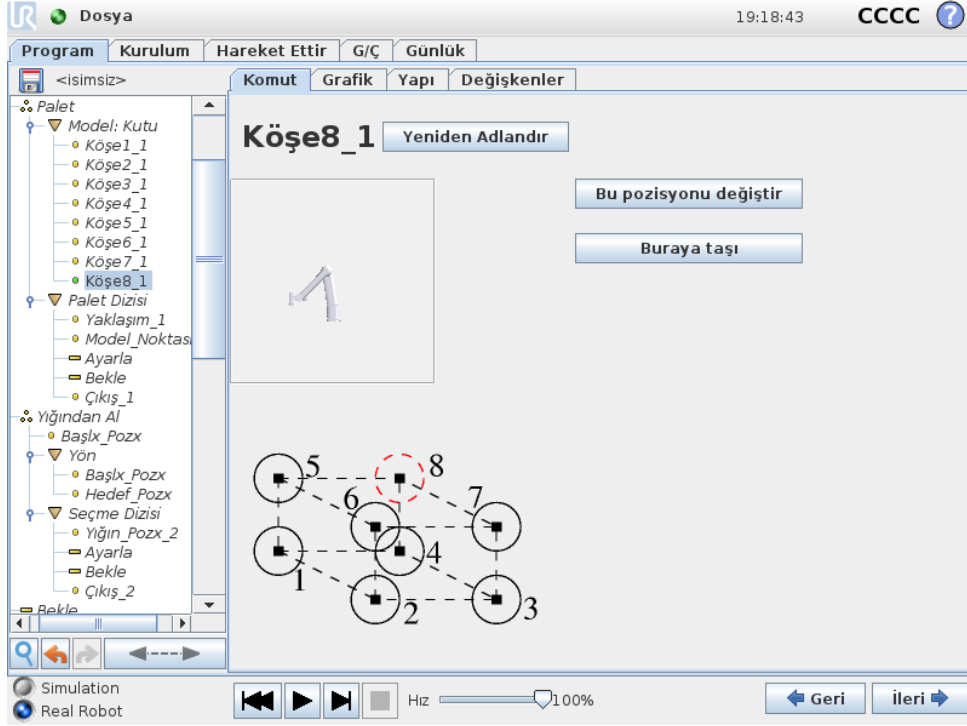 UR Dosya 19:18:43 CCCC ?
Program Kurulum Hareket Ettir G/Ç Günlük
<isimsiz>
Komut Grafik Yapı Değişkenler
Palet
Model: Kutu
Köşe1_1
Köşe2_1
Köşe3_1
Köşe4_1
Köşe5_1
Köşe6_1
Köşe7_1
Köşe8_1
Palet Dizisi
Yaklaşım_1
Model_Noktas
Ayarla
Bekle
Çıkış_1
Yığından Al
Başlx_Pozx
Yön
Başlx_Pozx
Hedef_Pozx
Seçme Dizisi
Yığın_Pozx_2
Ayarla
Bekle
Çıkış_2
Bekle
Köşe8_1 Yeniden Adlandır
Bu pozisyonu değiştir
Buraya taşı
5 8
6 7
1 4
2 3
Simulation
Real Robot
Hız 100%
Geri İleri